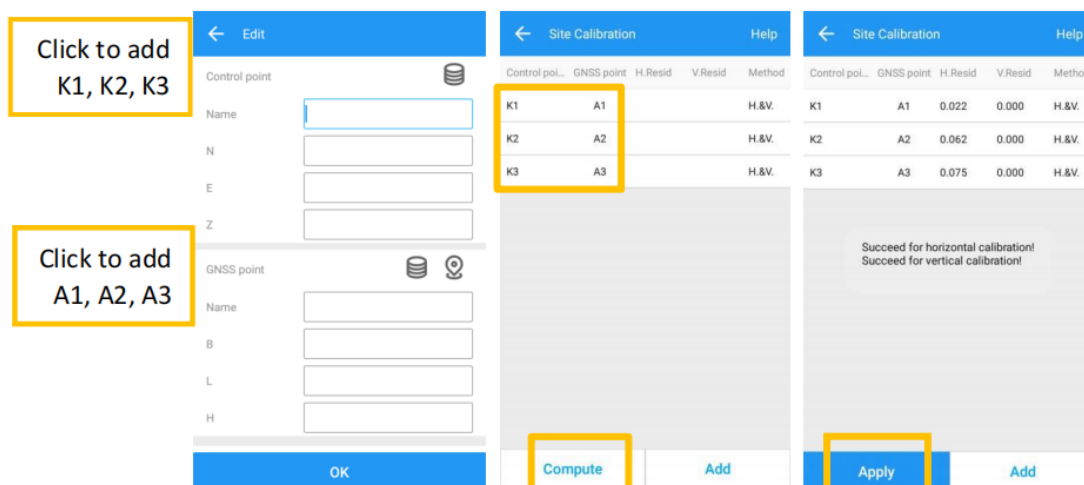 Click to add
K1, K2, K3
Click to add
A1, A2, A3
Edit
Control point
Name
N
E
Z
GNSS point
Name
B
L
H
OK
Site Calibration Help
Control poi... GNSS point H.Resid V.Resid Method
K1 A1 H.&V.
K2 A2 H.&V.
K3 A3 H.&V.
Compute Add
Site Calibration Help
Control poi... GNSS point H.Resid V.Resid Metho
K1 A1 0.022 0.000 H.&V.
K2 A2 0.062 0.000 H.&V.
K3 A3 0.075 0.000 H.&V.
Succeed for horizontal calibration!
Succeed for vertical calibration!
Apply Add